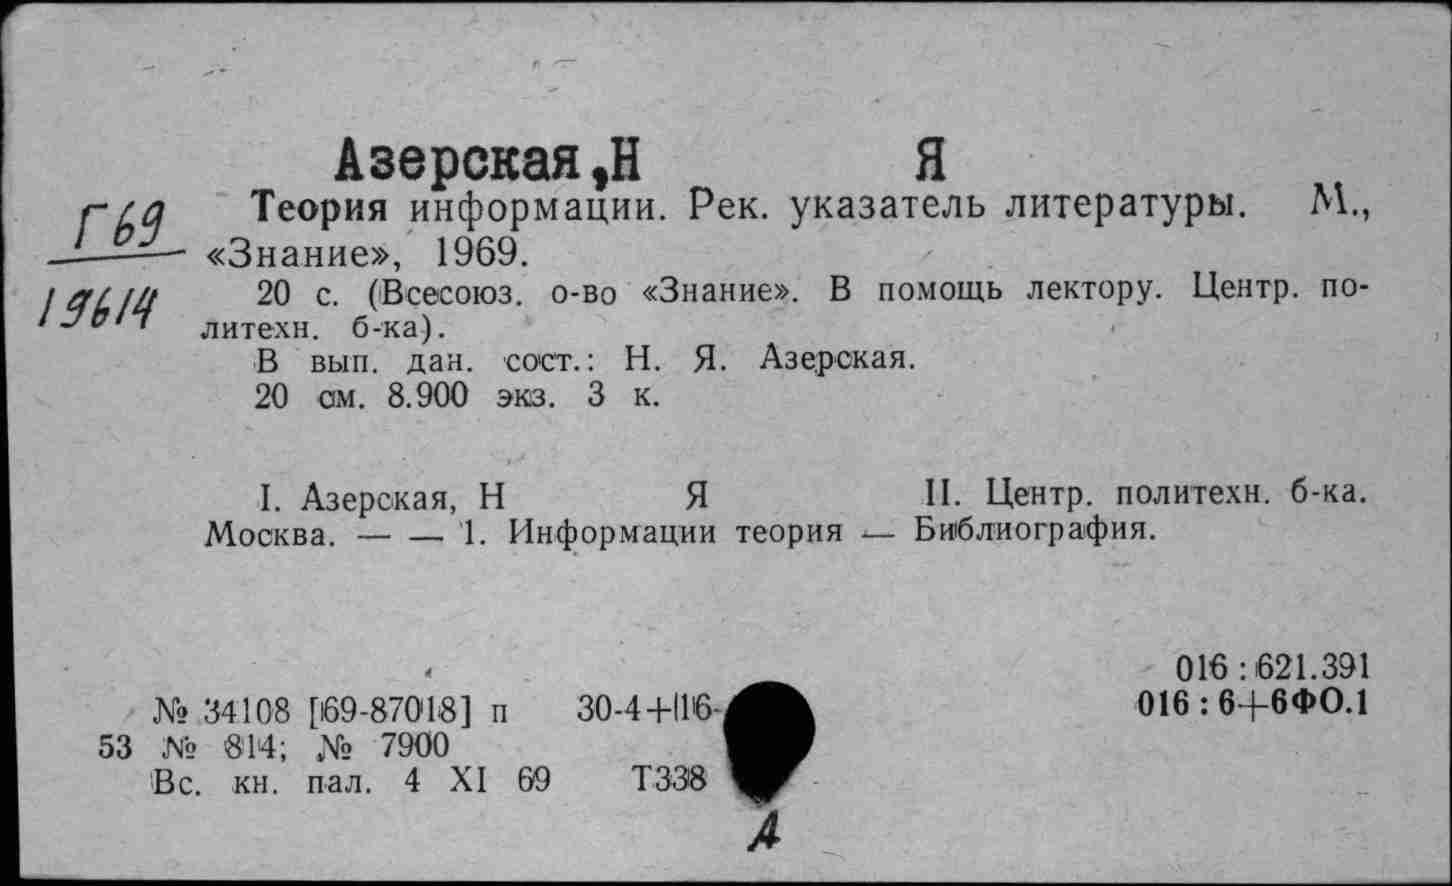 Азерская,Н Я
Г69 Теория информации. Рек. указатель литературы. М.,
«Знание», 1969.
19614 20 с. (Всесоюз. о-во «Знание». В помощь лектору. Центр. по-
литехн. б-ка).
В вып. дан. сост.: Н. Я. Азерская.
20 см. 8.900 экз. 3 к.
I. Азерская, Н Я II. Центр. политехн. б-ка.
Москва. — — 1. Информации теория — Библиография.
016 : 621.391
№ 34108 [69-87018] п 30-4+116- 016 : 6+6ФО.1
53 № 814; № 7900
Вс. кн. пал. 4 XI 69 Т338
А